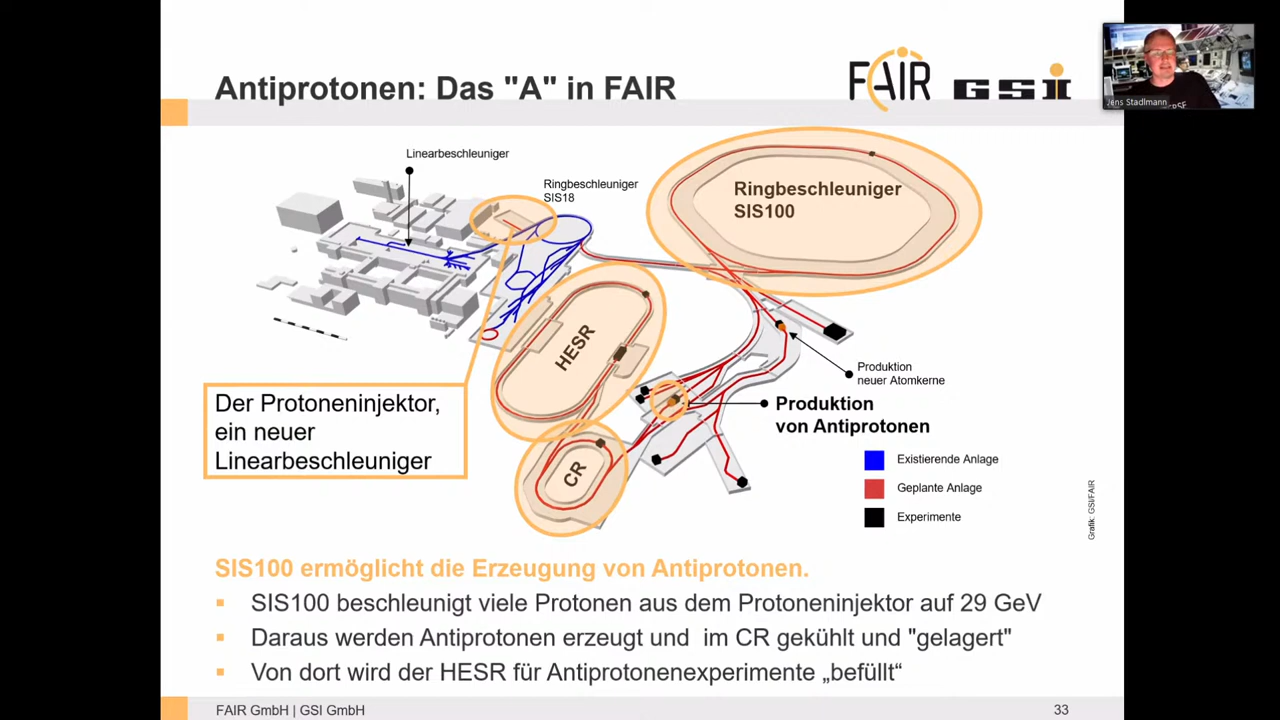 Antiprotonen: Das "A" in FAIR
FAIR GSI
Jens Stadlmann
Linearbeschleuniger
Ringbeschleuniger
SIS18
Ringbeschleuniger
SIS100
HESR
CR
Der Protoneninjektor,
ein neuer
Linearbeschleuniger
Produktion
neuer Atomkerne
Produktion
von Antiprotonen
Existierende Anlage
Geplante Anlage
Experimente
Grafik: GSI/FAIR
SIS100 ermöglicht die Erzeugung von Antiprotonen.
▪ SIS100 beschleunigt viele Protonen aus dem Protoneninjektor auf 29 GeV
▪ Daraus werden Antiprotonen erzeugt und im CR gekühlt und "gelagert"
▪ Von dort wird der HESR für Antiprotonenexperimente „befüllt“
FAIR GmbH | GSI GmbH
33